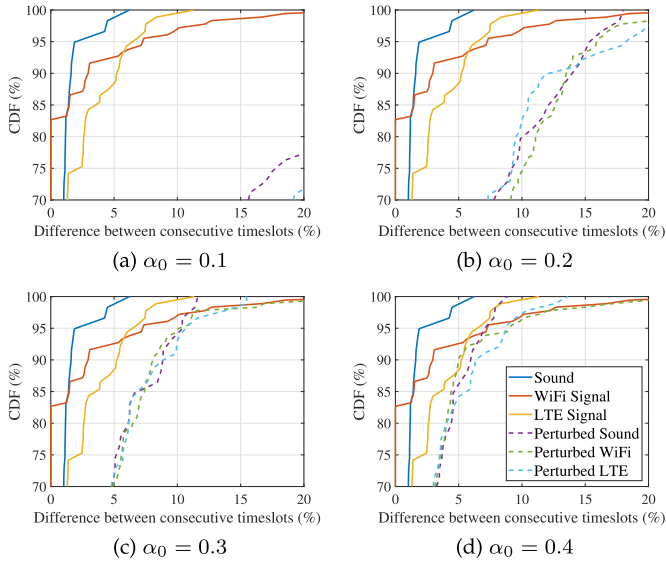 100
95
90
85
80
75
70
CDF (%)
0 5 10 15 20
Difference between consecutive timeslots (%)
(a) α₀ = 0.1
100
95
90
85
80
75
70
CDF (%)
0 5 10 15 20
Difference between consecutive timeslots (%)
(b) α₀ = 0.2
100
95
90
85
80
75
70
CDF (%)
0 5 10 15 20
Difference between consecutive timeslots (%)
(c) α₀ = 0.3
100
95
90
85
80
75
70
CDF (%)
Sound
WiFi Signal
LTE Signal
Perturbed Sound
Perturbed WiFi
Perturbed LTE
0 5 10 15 20
Difference between consecutive timeslots (%)
(d) α₀ = 0.4